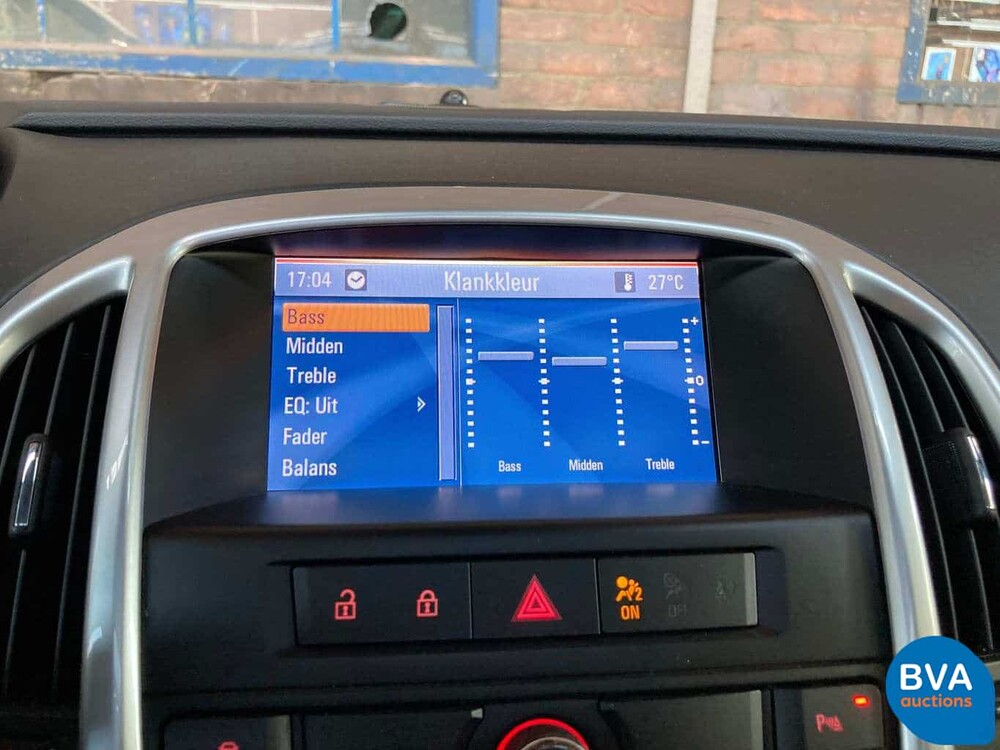 17:04 Klankkleur 27°C
Bass
Midden
Treble
EQ: Uit »
Fader
Balans
+
0
−
Bass Midden Treble
2
ON OFF
P
BVA
auctions